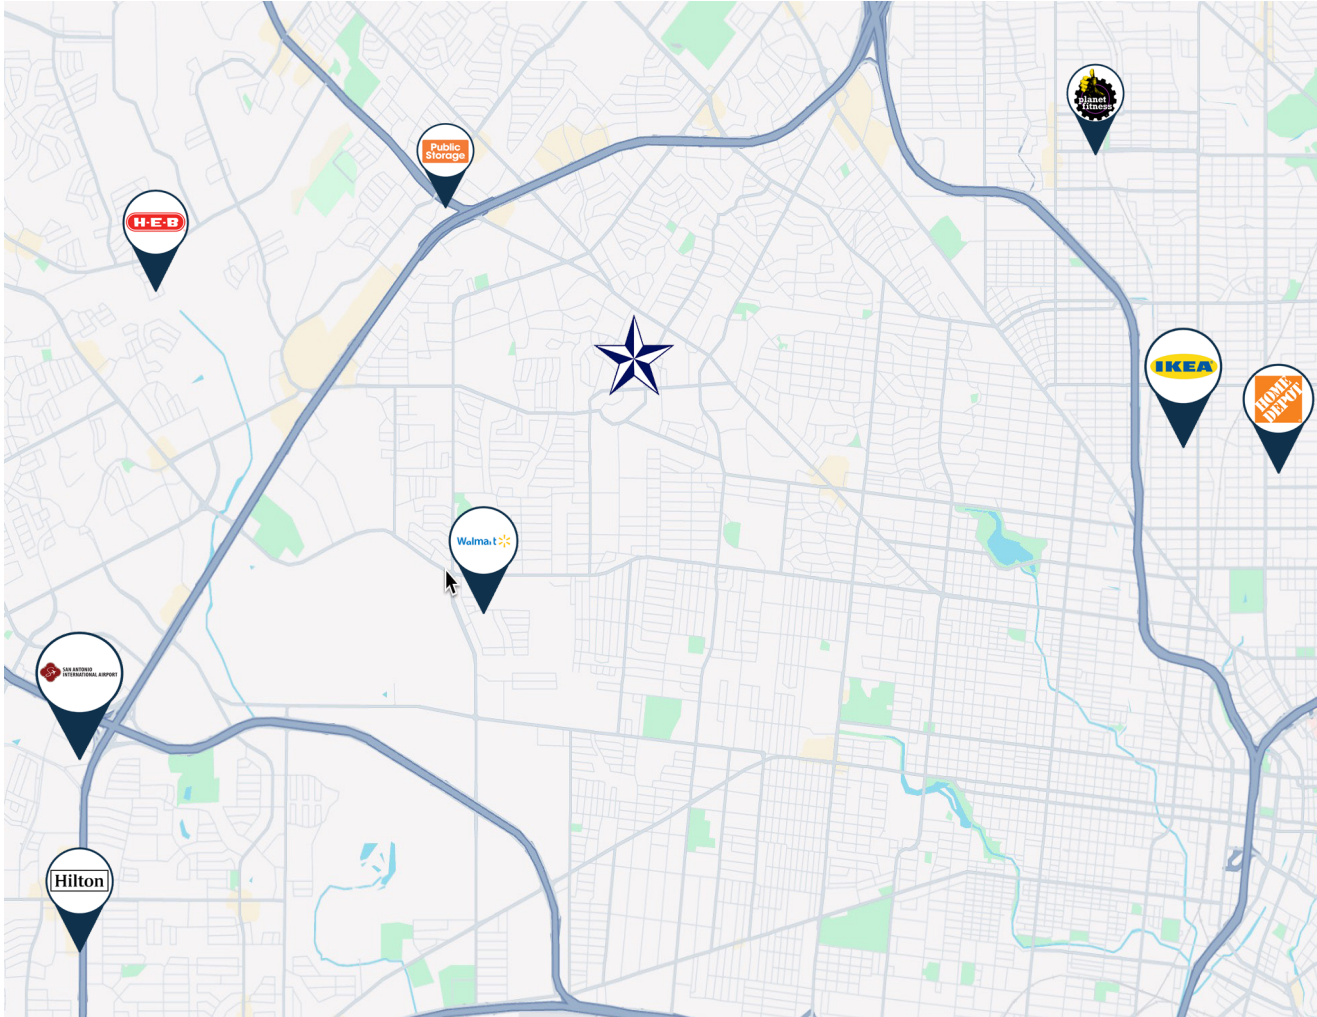 planet
fitness
Public
Storage
H-E-B
IKEA
HOME
DEPOT
Walmart
SAN ANTONIO
INTERNATIONAL AIRPORT
Hilton